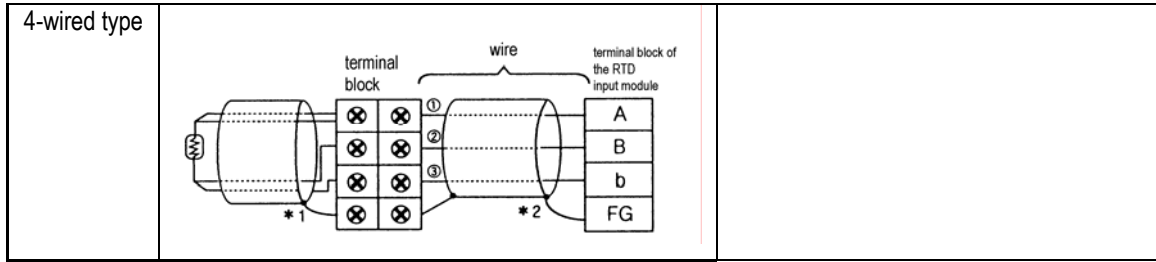 4-wired type
wire
terminal
block
terminal block of
the RTD
input module
①
②
③
A
B
b
FG
*1
*2